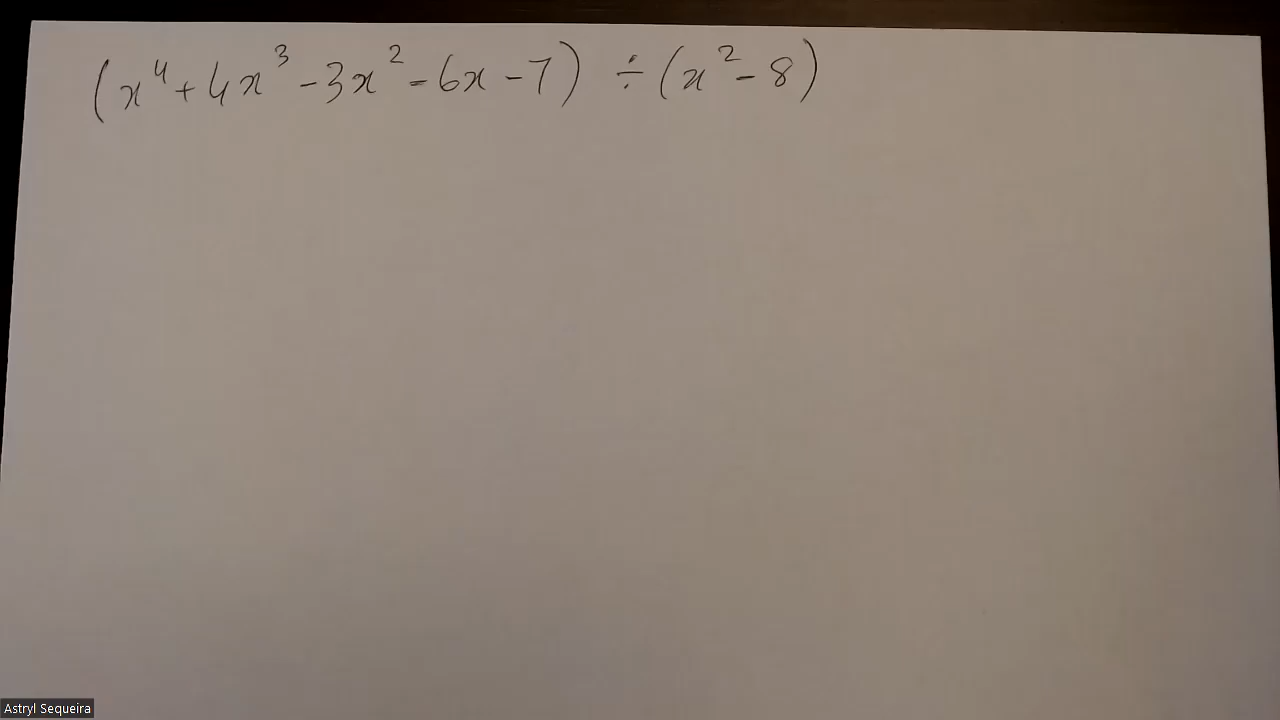 (x⁴+4x³-3x²-6x-7) ÷ (x²-8)
Astryl Sequeira